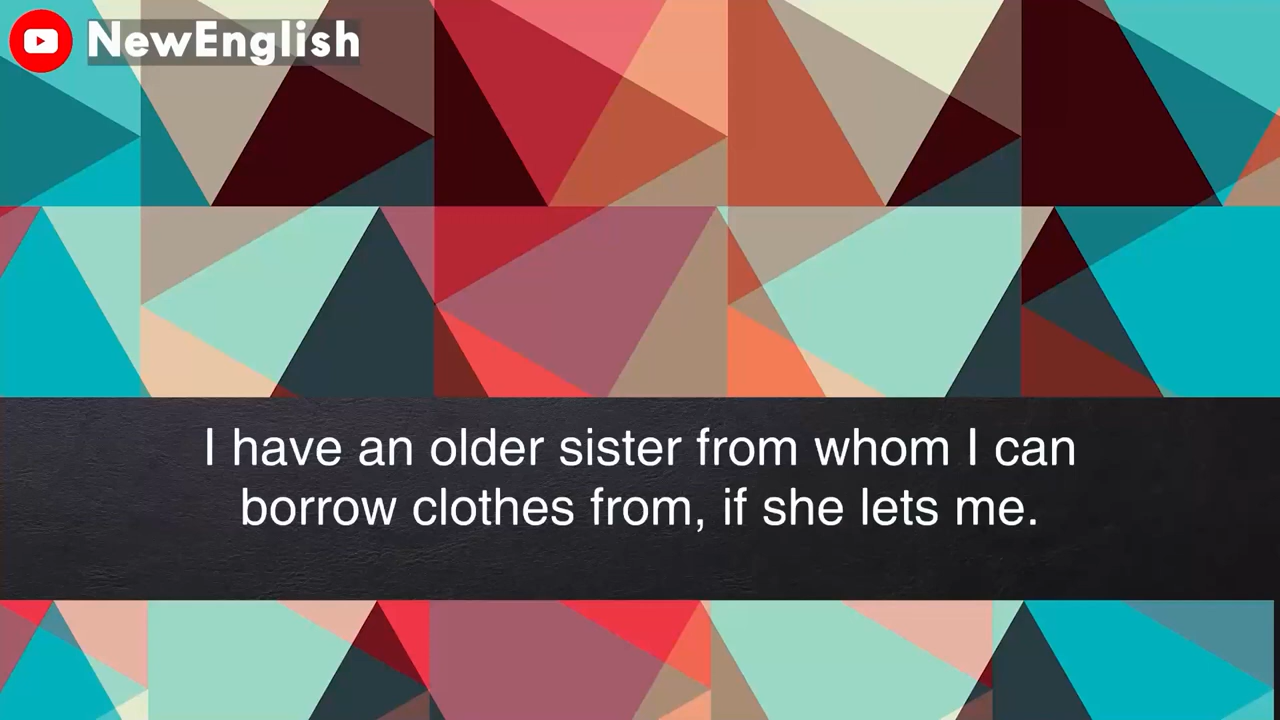 NewEnglish
I have an older sister from whom I can
borrow clothes from, if she lets me.